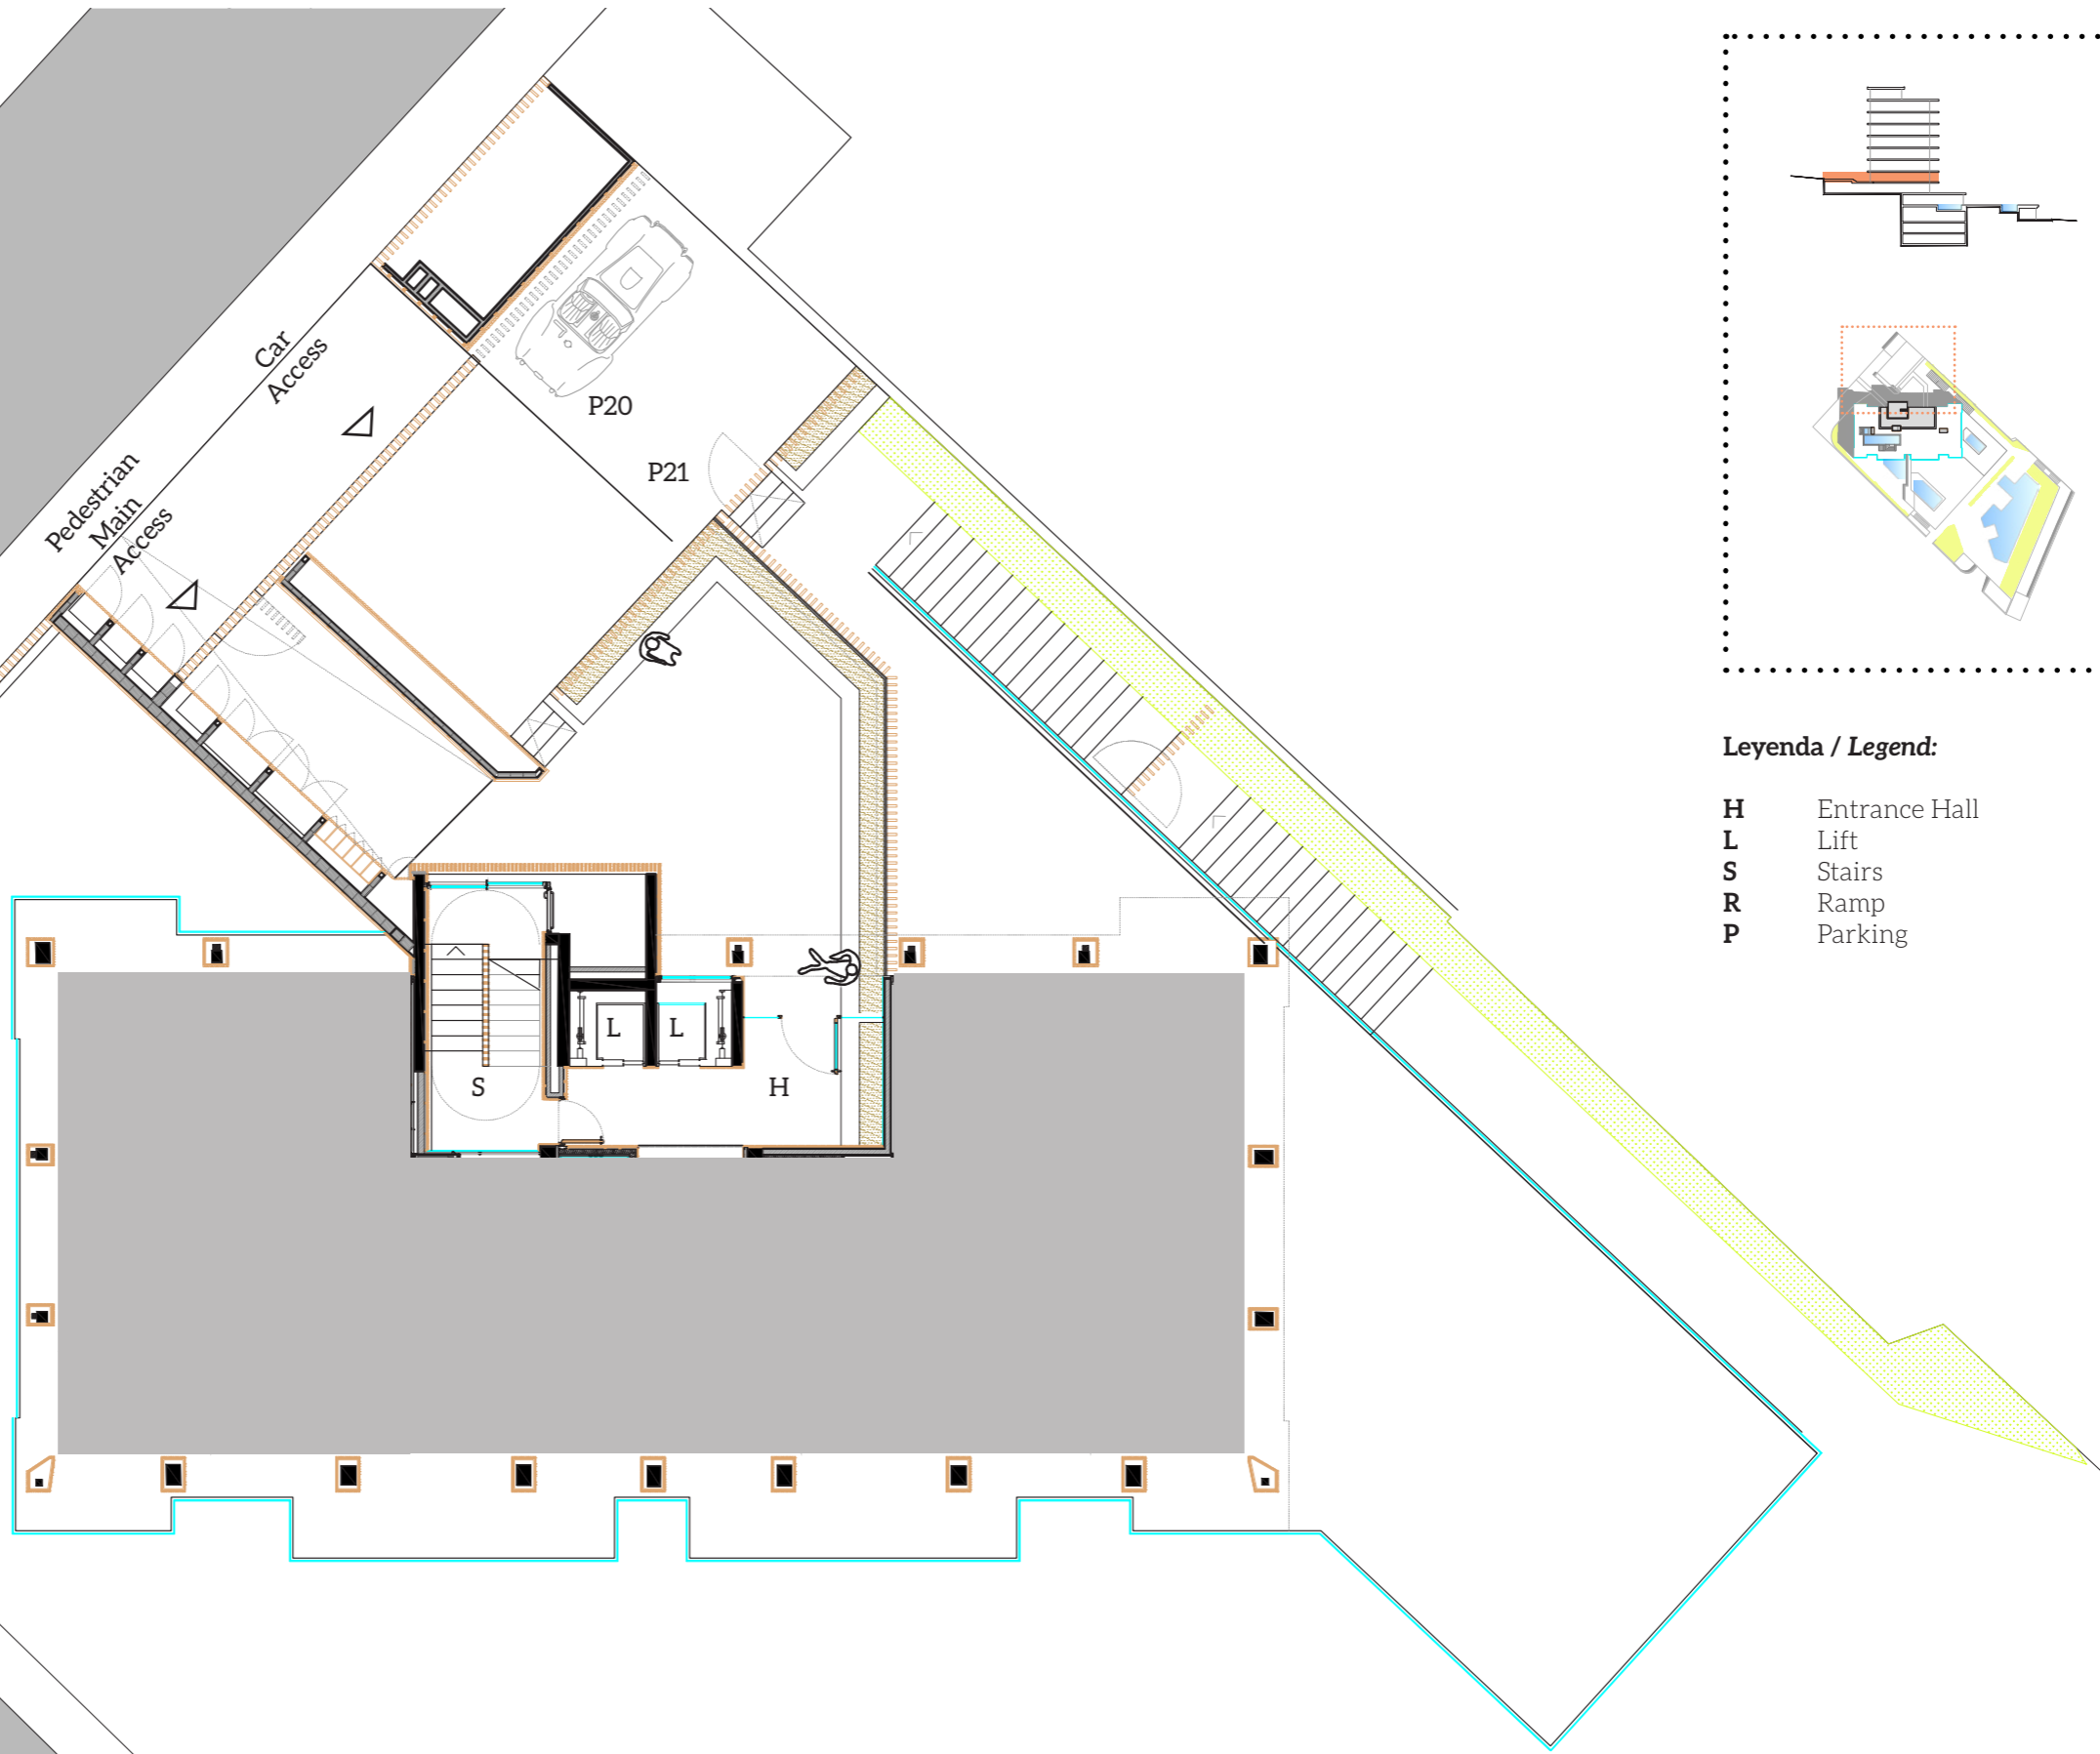 Car
Access
Pedestrian
Main
Access
P20
P21
L
L
S
H
Leyenda / Legend:
H Entrance Hall
L Lift
S Stairs
R Ramp
P Parking